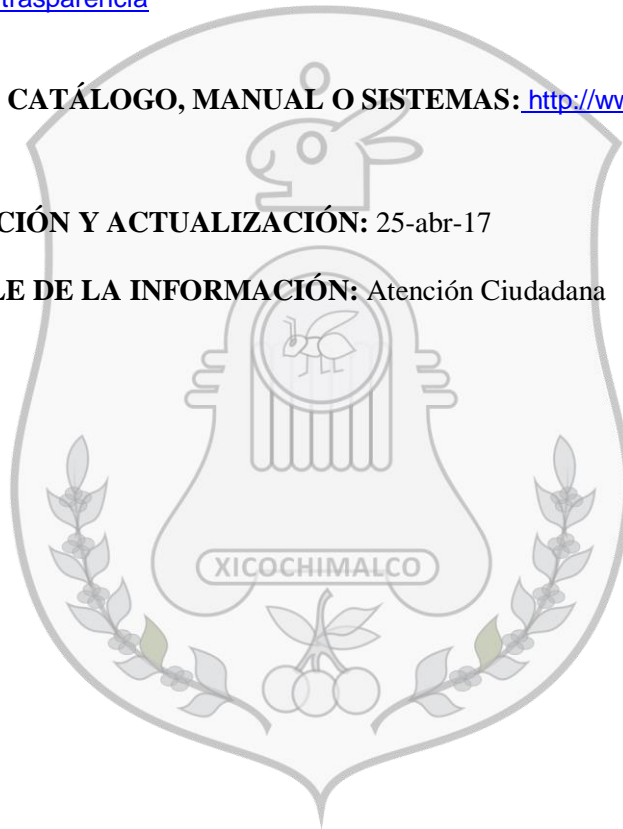 trasparencia
CATÁLOGO, MANUAL O SISTEMAS: http://ww
CIÓN Y ACTUALIZACIÓN: 25-abr-17
LE DE LA INFORMACIÓN: Atención Ciudadana
XICOCHIMALCO